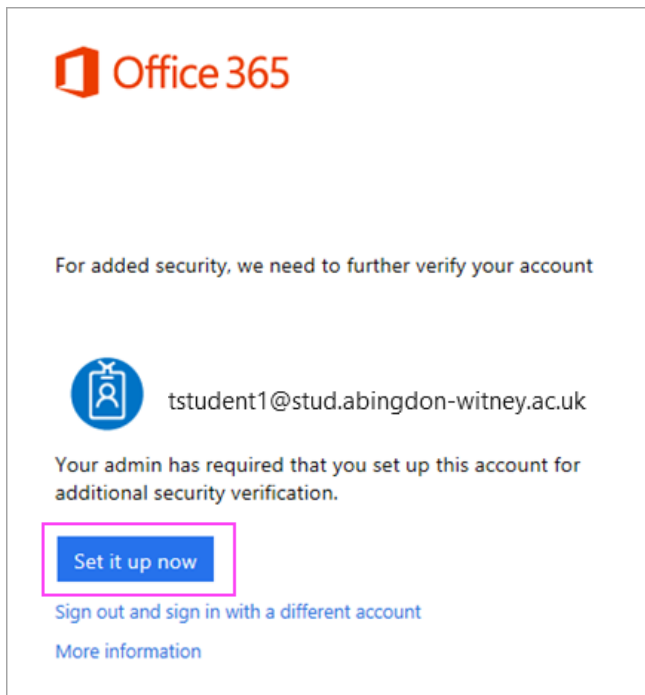 Office 365
For added security, we need to further verify your account
tstudent1@stud.abingdon-witney.ac.uk
Your admin has required that you set up this account for
additional security verification.
Set it up now
Sign out and sign in with a different account
More information